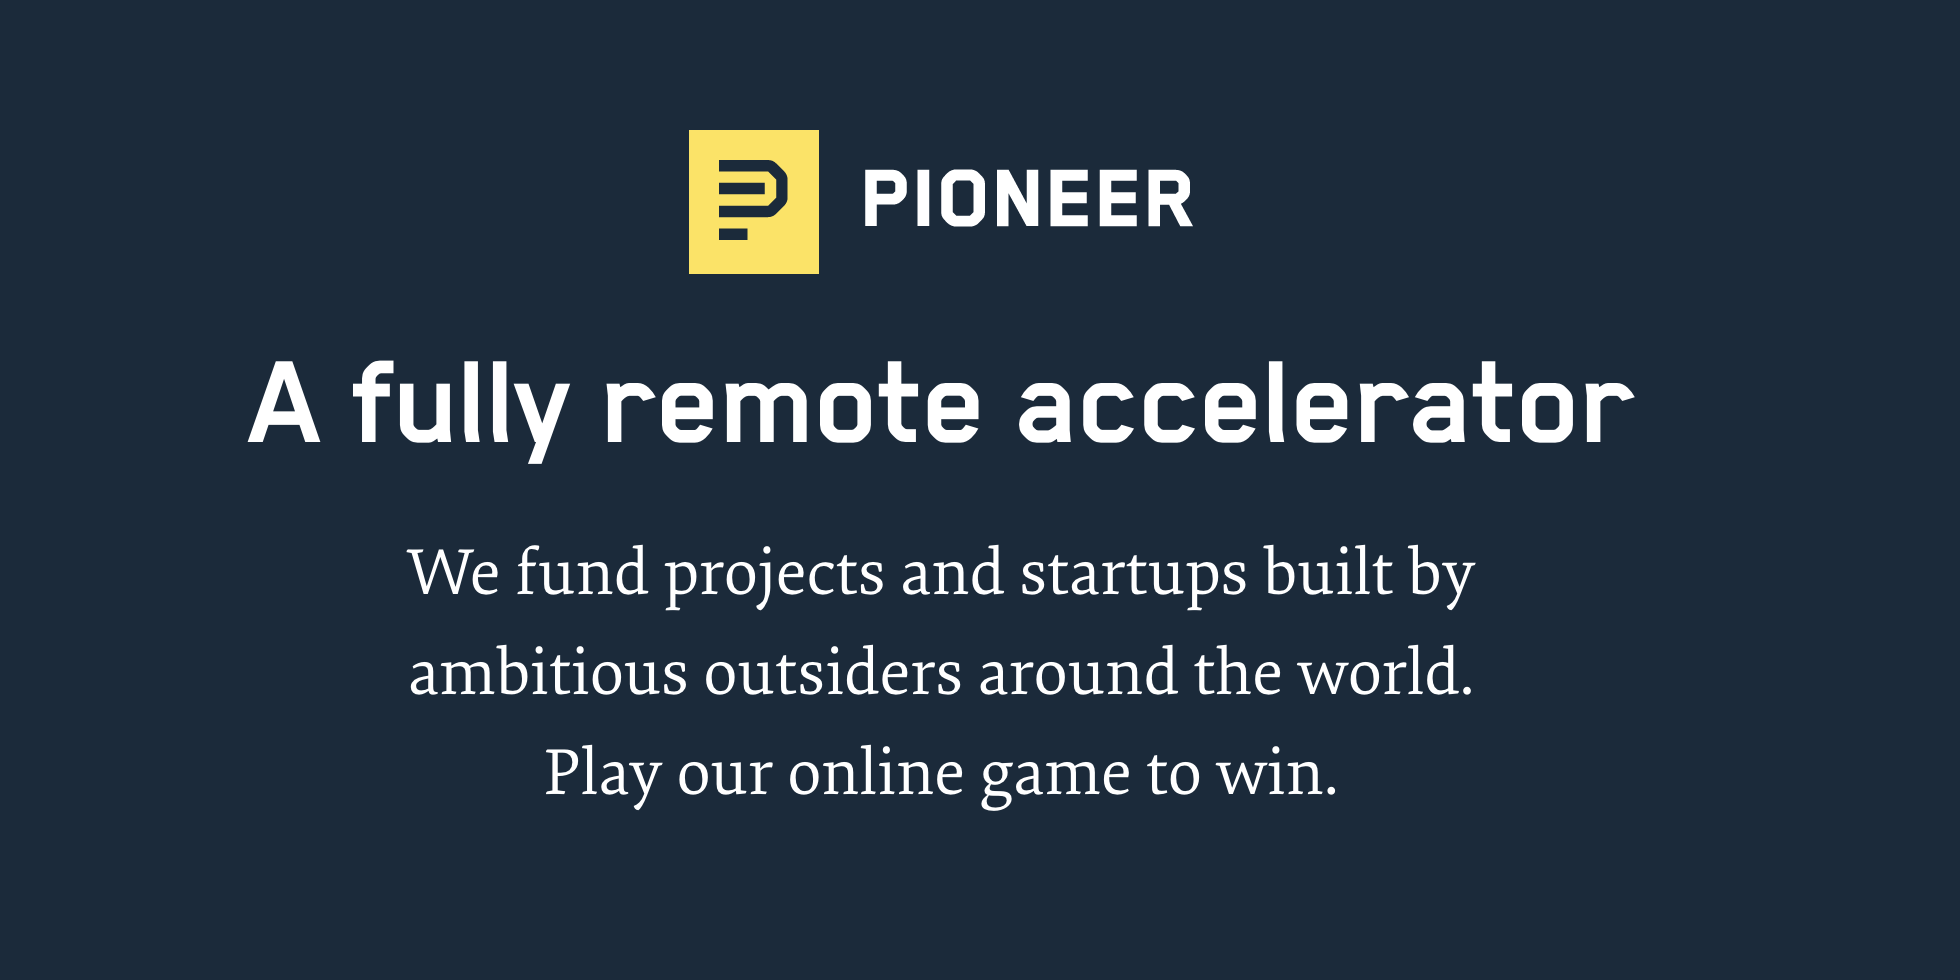 PIONEER
A fully remote accelerator
We fund projects and startups built by
ambitious outsiders around the world.
Play our online game to win.